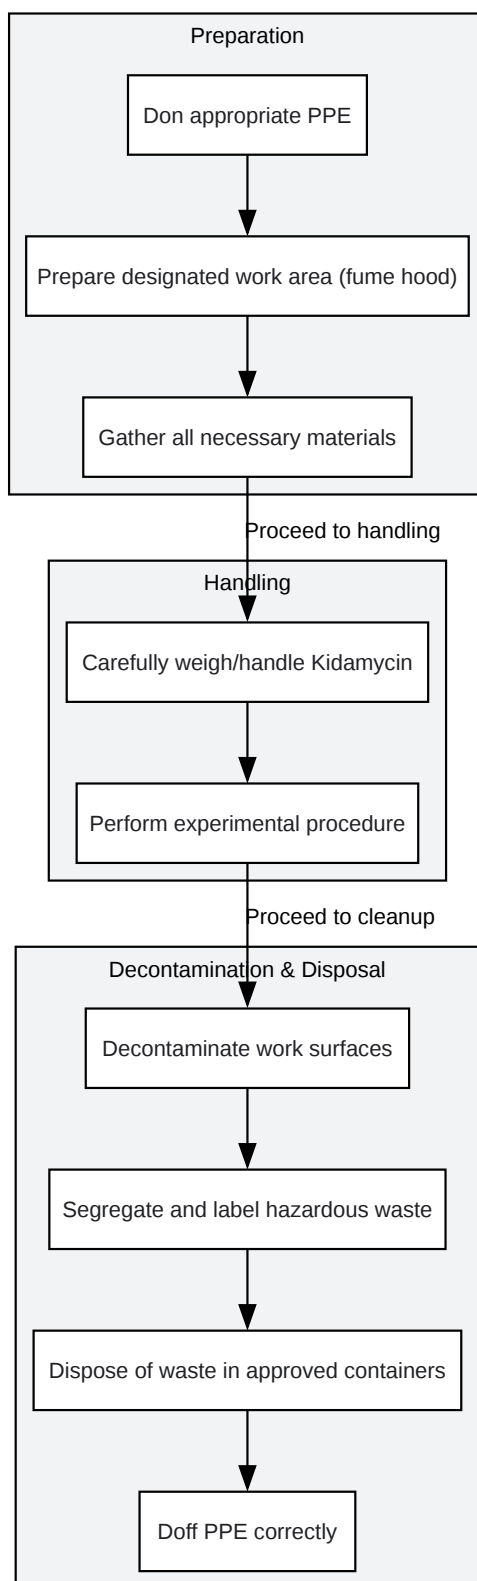 Preparation
Don appropriate PPE
Prepare designated work area (fume hood)
Gather all necessary materials
Proceed to handling
Handling
Carefully weigh/handle Kidamycin
Perform experimental procedure
Proceed to cleanup
Decontamination & Disposal
Decontaminate work surfaces
Segregate and label hazardous waste
Dispose of waste in approved containers
Doff PPE correctly